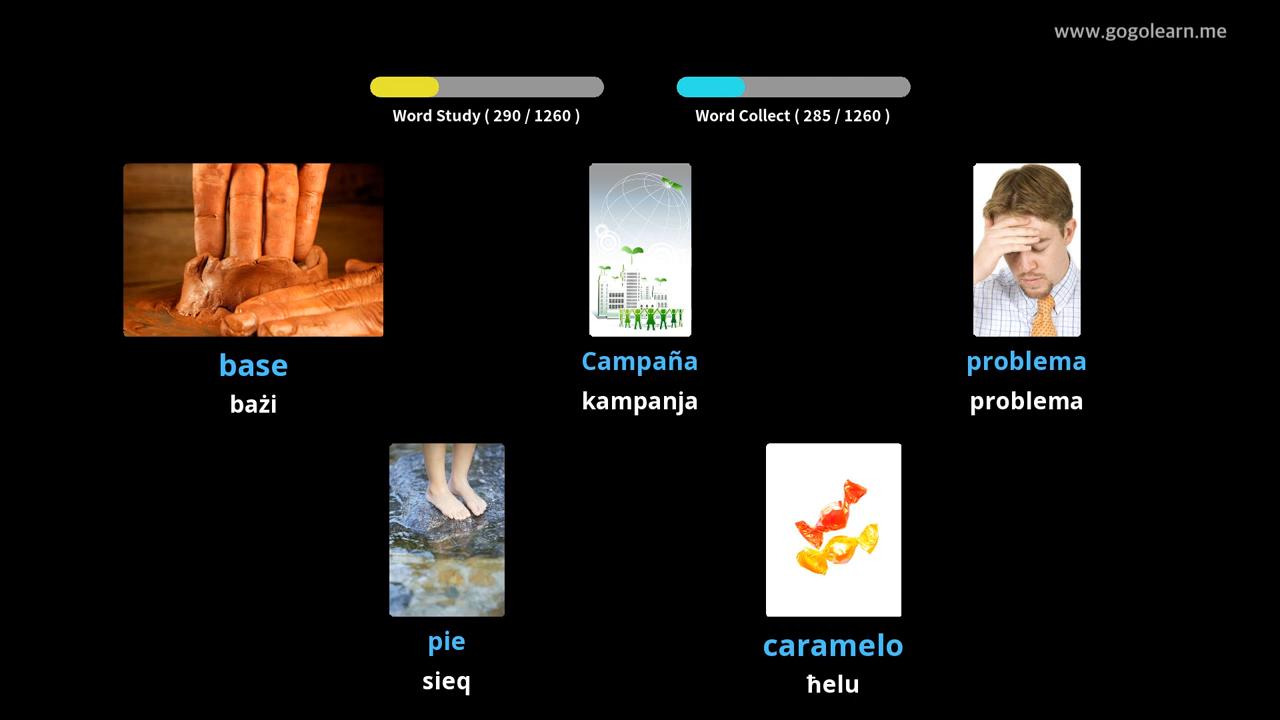 www.gogolearn.me
Word Study ( 290 / 1260 )
Word Collect ( 285 / 1260 )
base
bażi
Campaña
kampanja
problema
problema
pie
sieq
caramelo
ħelu